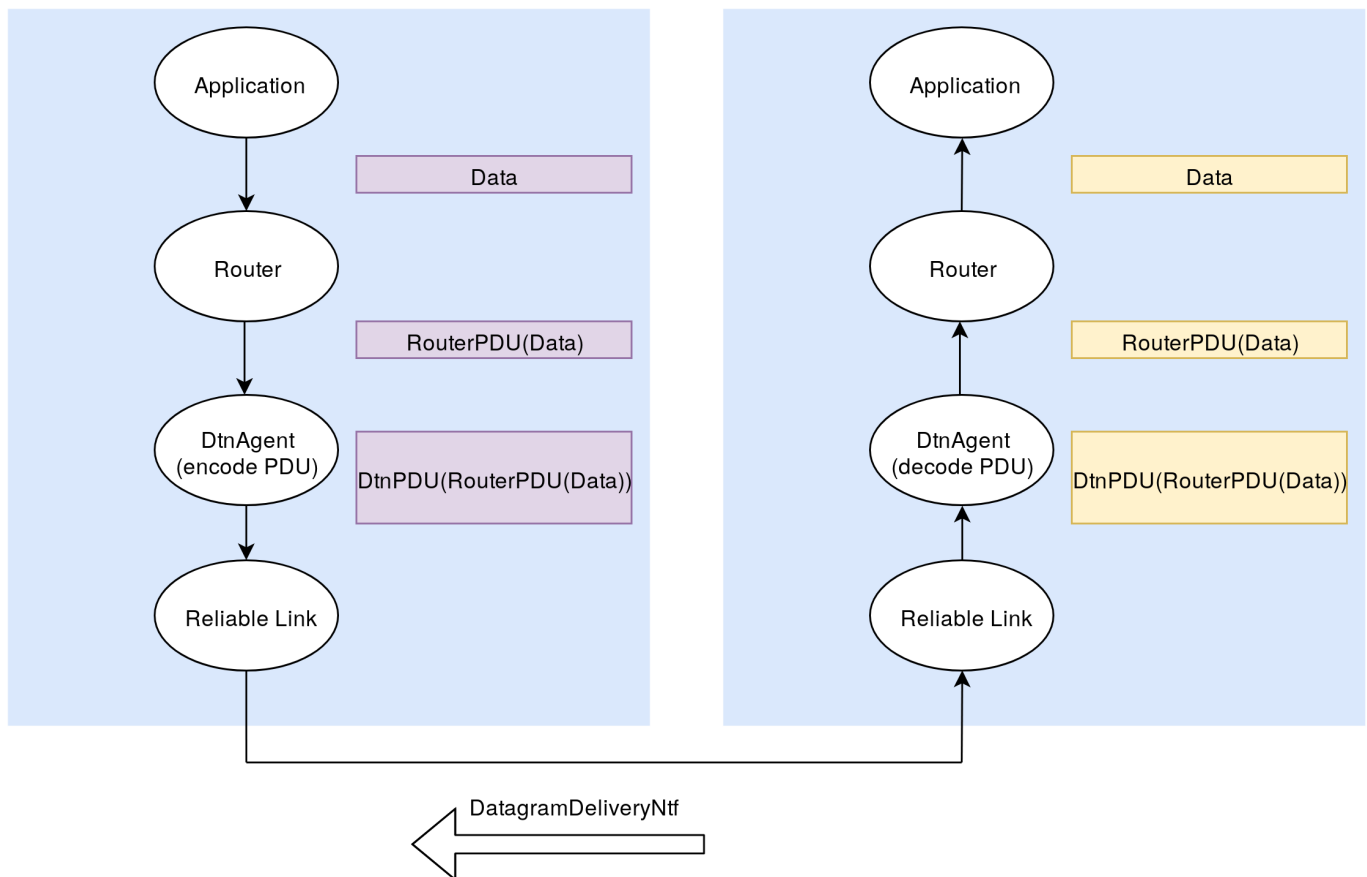 Application
Data
Router
RouterPDU(Data)
DtnAgent
(encode PDU)
DtnPDU(RouterPDU(Data))
Reliable Link
Application
Data
Router
RouterPDU(Data)
DtnAgent
(decode PDU)
DtnPDU(RouterPDU(Data))
Reliable Link
DatagramDeliveryNtf